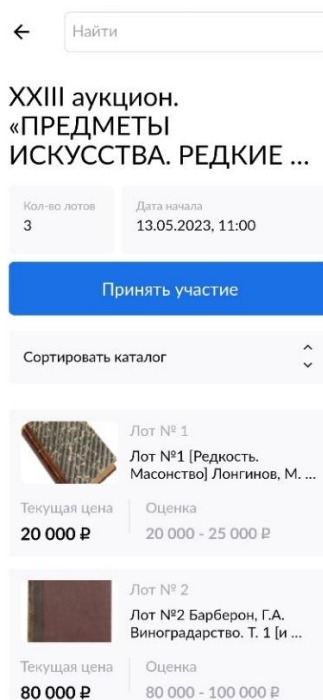 Найти
XXIII аукцион.
«ПРЕДМЕТЫ
ИСКУССТВА. РЕДКИЕ ...
Кол-во лотов
Дата начала
3
13.05.2023, 11:00
Принять участие
Сортировать каталог
Лот № 1
Лот №1 [Редкость.
Масонство] Лонгинов, М. ...
Текущая цена
Оценка
20 000 ₽
20 000 - 25 000 ₽
Лот № 2
Лот №2 Барберон, Г.А.
Виноградарство. Т. 1 [и ...
Текущая цена
Оценка
80 000 ₽
80 000 - 100 000 ₽